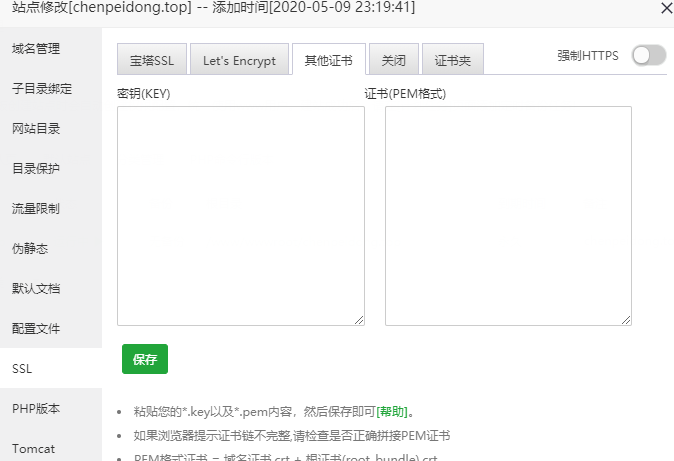 站点修改[chenpeidong.top] -- 添加时间[2020-05-09 23:19:41]
域名管理
子目录绑定
网站目录
目录保护
流量限制
伪静态
默认文档
配置文件
SSL
PHP版本
Tomcat
宝塔SSL Let's Encrypt 其他证书 关闭 证书夹 强制HTTPS
密钥(KEY) 证书(PEM格式)
保存
粘贴您的*.key以及*.pem内容，然后保存即可[帮助]。
如果浏览器提示证书链不完整,请检查是否正确拼接PEM证书
PEM格式证书 = 域名证书.crt + 根证书(root_bundle).crt